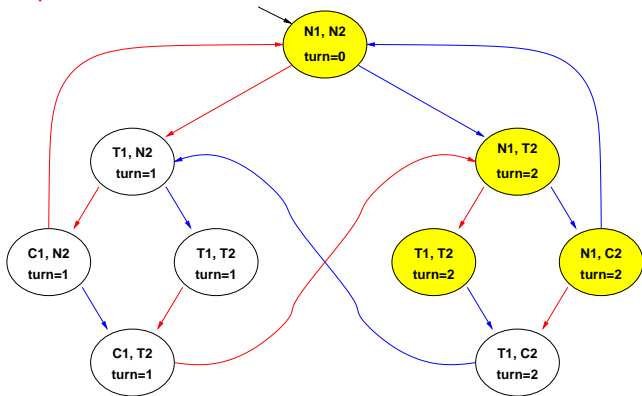 N1, N2
turn=0
T1, N2
turn=1
N1, T2
turn=2
C1, N2
turn=1
T1, T2
turn=1
T1, T2
turn=2
N1, C2
turn=2
C1, T2
turn=1
T1, C2
turn=2